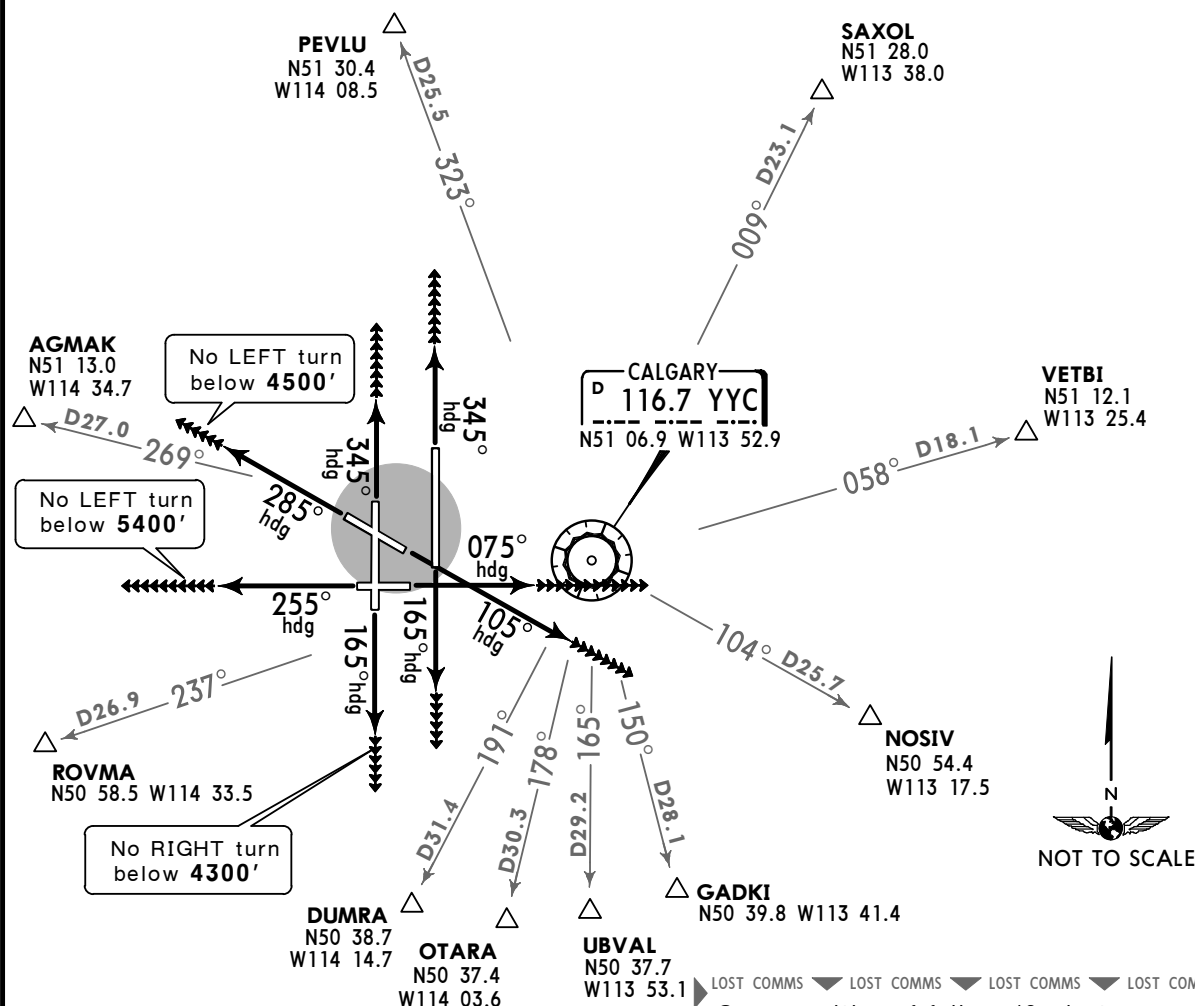 PEVLU
N51 30.4
W114 08.5
D25.5
323°
SAXOL
N51 28.0
W113 38.0
D23.1
009°
AGMAK
N51 13.0
W114 34.7
D27.0
269°
No LEFT turn
below 4500'
345°
hdg
345°
hdg
CALGARY
D 116.7 YYC
N51 06.9 W113 52.9
VETBI
N51 12.1
W113 25.4
058° D18.1
No LEFT turn
below 5400'
285°
hdg
075°
hdg
255°
hdg
165°
hdg
165°
hdg
105°
hdg
104° D25.7
NOSIV
N50 54.4
W113 17.5
D26.9 237°
ROVMA
N50 58.5 W114 33.5
No RIGHT turn
below 4300'
191°
D31.4
178°
D30.3
165°
D29.2
150°
D28.1
DUMRA
N50 38.7
W114 14.7
OTARA
N50 37.4
W114 03.6
UBVAL
N50 37.7
W113 53.1
GADKI
N50 39.8 W113 41.4
N
NOT TO SCALE
LOST COMMS LOST COMMS LOST COMMS LOST COM